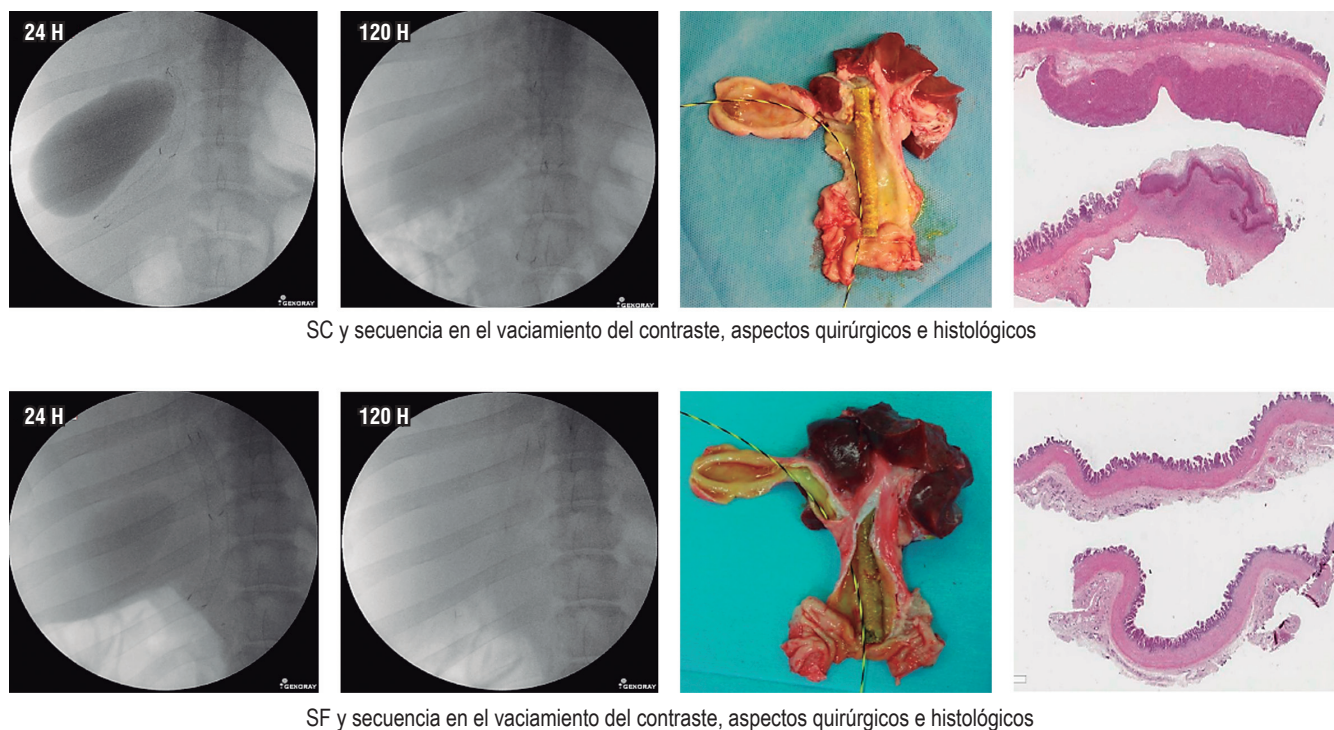 24 H
120 H
GENORAY
GENORAY
SC y secuencia en el vaciamiento del contraste, aspectos quirúrgicos e histológicos
24 H
120 H
GENORAY
GENORAY
SF y secuencia en el vaciamiento del contraste, aspectos quirúrgicos e histológicos